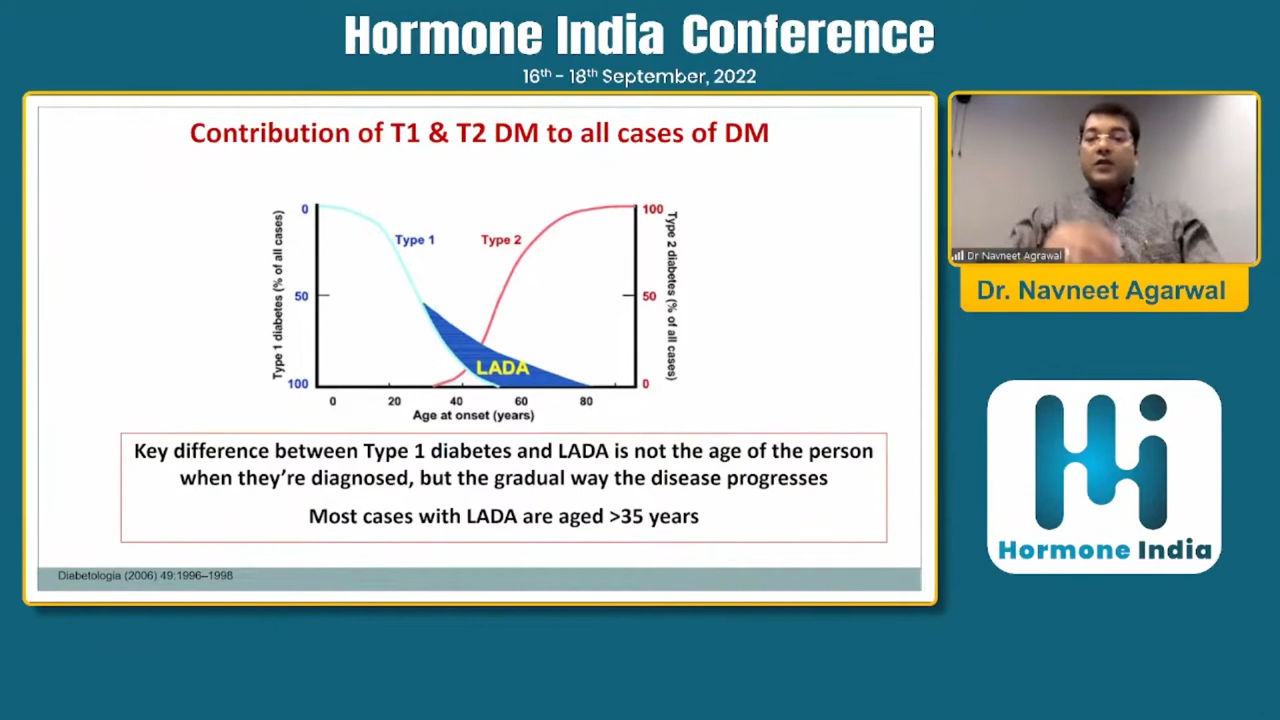 Hormone India Conference
16th - 18th September, 2022
Contribution of T1 & T2 DM to all cases of DM
0
50
100
Type 1 diabetes (% of all cases)
Type 1
Type 2
LADA
100
50
0
Type 2 diabetes (% of all cases)
0 20 40 60 80
Age at onset (years)
Key difference between Type 1 diabetes and LADA is not the age of the person
when they're diagnosed, but the gradual way the disease progresses
Most cases with LADA are aged >35 years
Diabetologia (2006) 49:1996–1998
Dr Navneet Agrawal
Dr. Navneet Agarwal
Hormone India